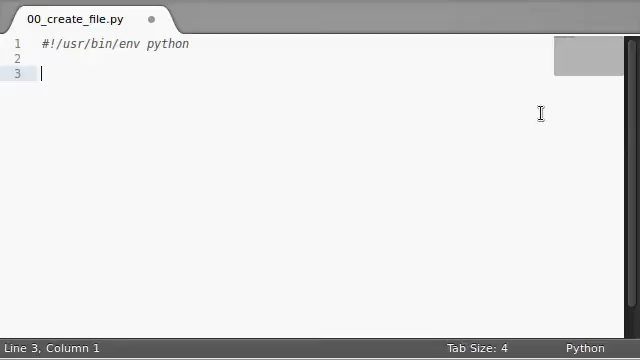 00_create_file.py
1 #!/usr/bin/env python
2
3
Line 3, Column 1 Tab Size: 4 Python